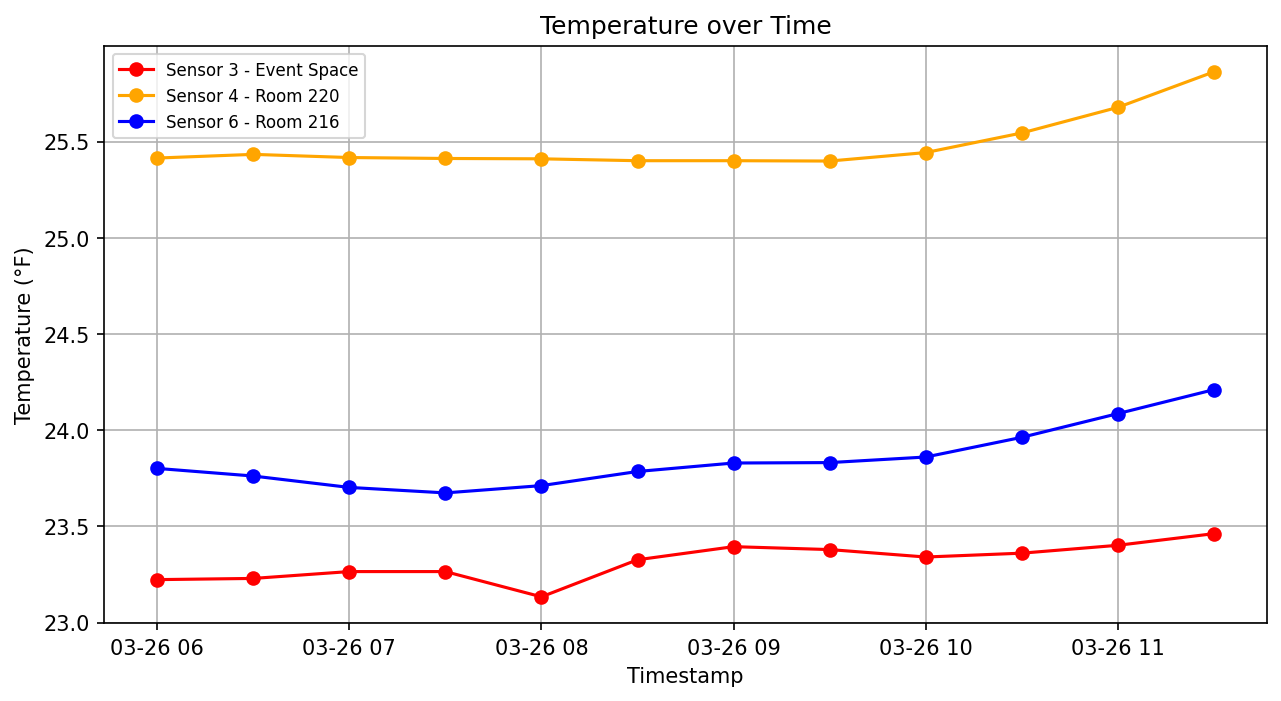 Temperature over Time
Sensor 3 - Event Space
Sensor 4 - Room 220
Sensor 6 - Room 216
Temperature (°F)
25.5
25.0
24.5
24.0
23.5
23.0
03-26 06 03-26 07 03-26 08 03-26 09 03-26 10 03-26 11
Timestamp